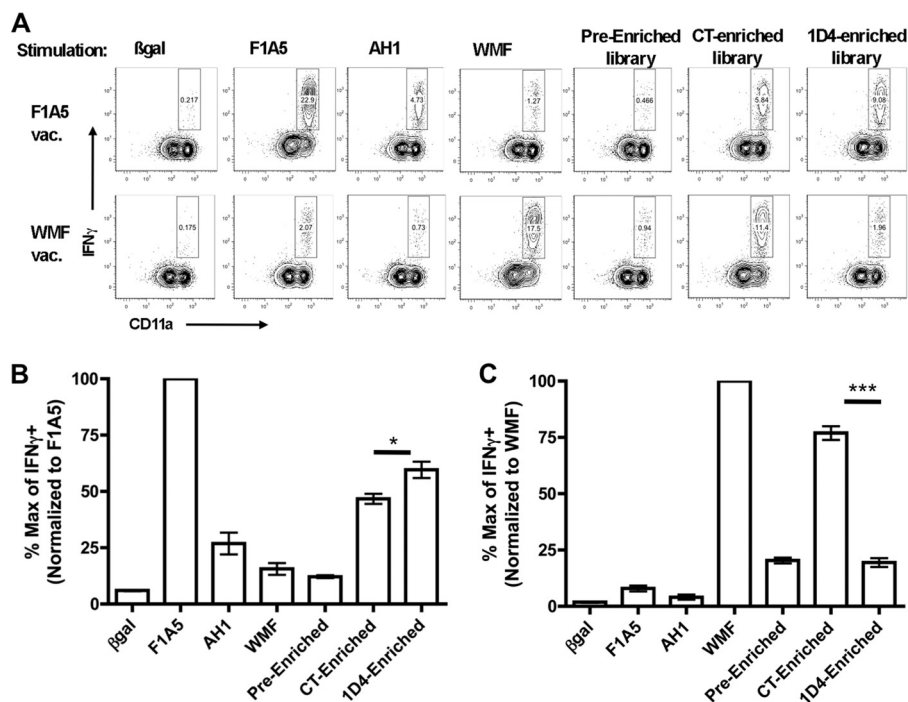 A
Stimulation: ßgal F1A5 AH1 WMF Pre-Enriched library CT-enriched library 1D4-enriched library
F1A5 vac.
0.217 22.9 4.73 1.27 0.466 5.84 9.08
WMF vac.
0.175 2.07 0.73 17.5 0.94 11.4 1.96
IFNγ
CD11a
B
% Max of IFNγ+
(Normalized to F1A5)
100
75
50
25
0
*
ßgal F1A5 AH1 WMF Pre-Enriched CT-Enriched 1D4-Enriched
C
% Max of IFNγ+
(Normalized to WMF)
100
75
50
25
0
***
ßgal F1A5 AH1 WMF Pre-Enriched CT-Enriched 1D4-Enriched